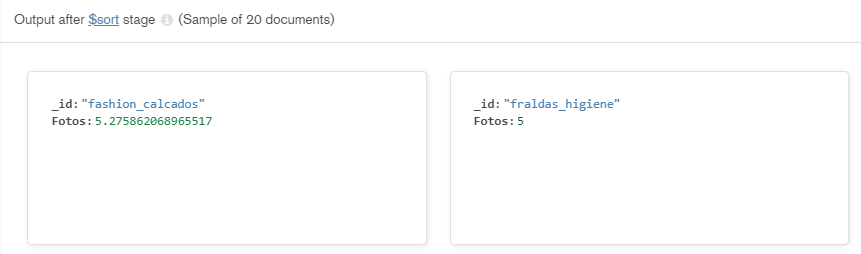 Output after $sort stage (Sample of 20 documents)
_id: "fashion_calcados"
Fotos: 5.275862068965517
_id: "fraldas_higiene"
Fotos: 5